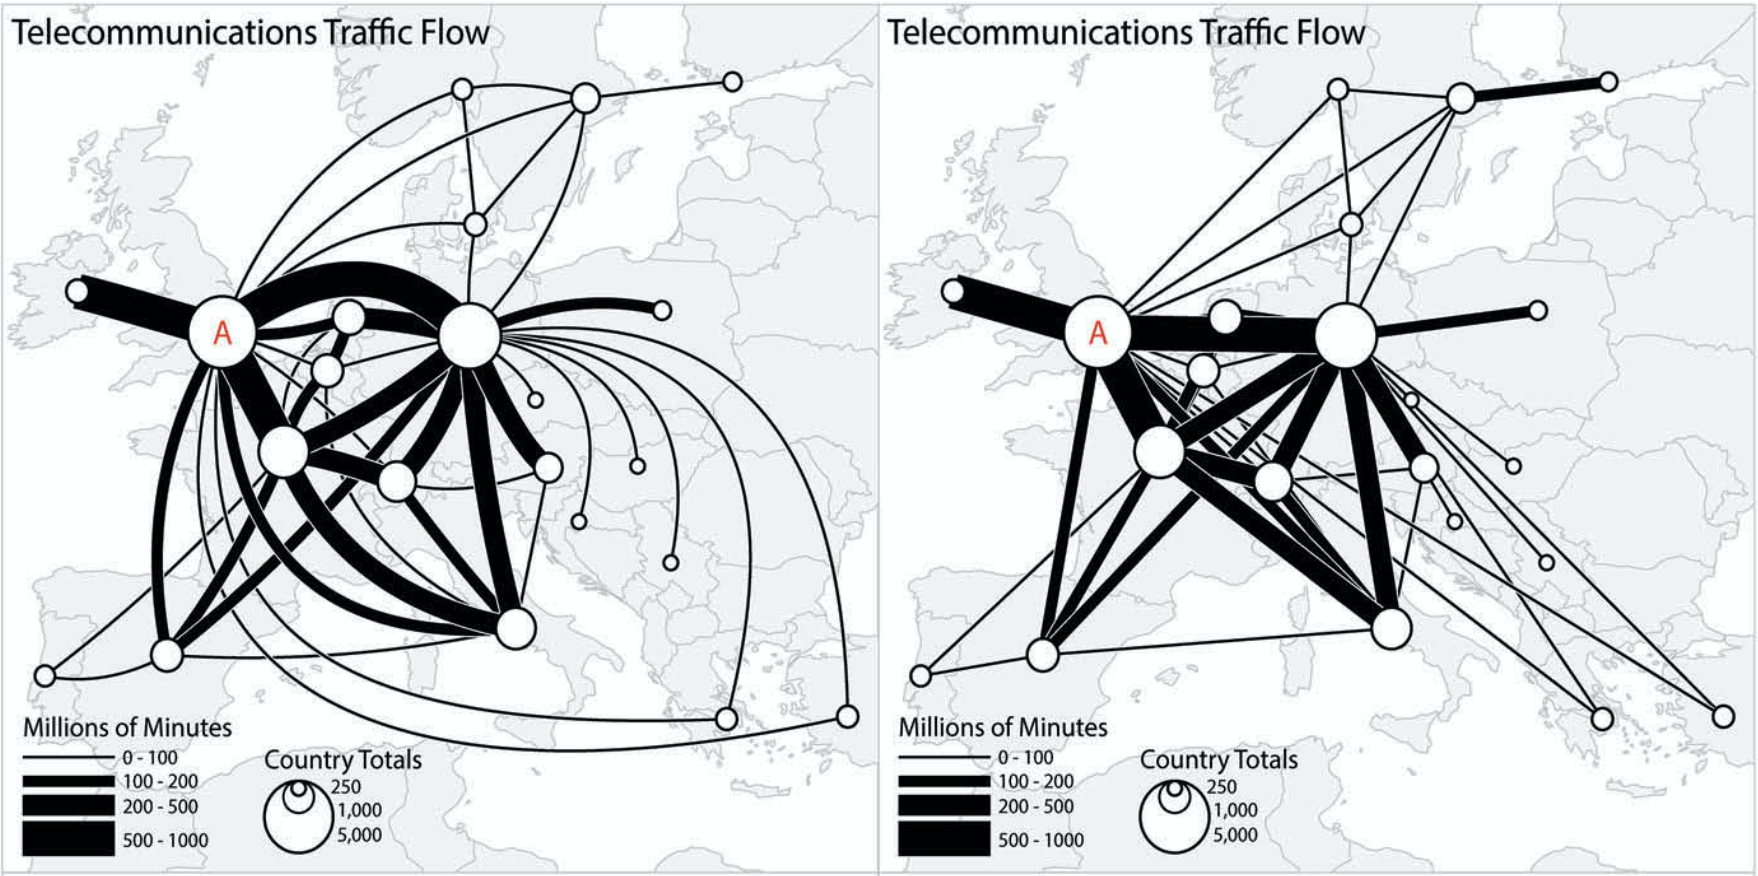 Telecommunications Traffic Flow
A
Millions of Minutes
0 - 100
100 - 200
200 - 500
500 - 1000
Country Totals
250
1,000
5,000
Telecommunications Traffic Flow
A
Millions of Minutes
0 - 100
100 - 200
200 - 500
500 - 1000
Country Totals
250
1,000
5,000